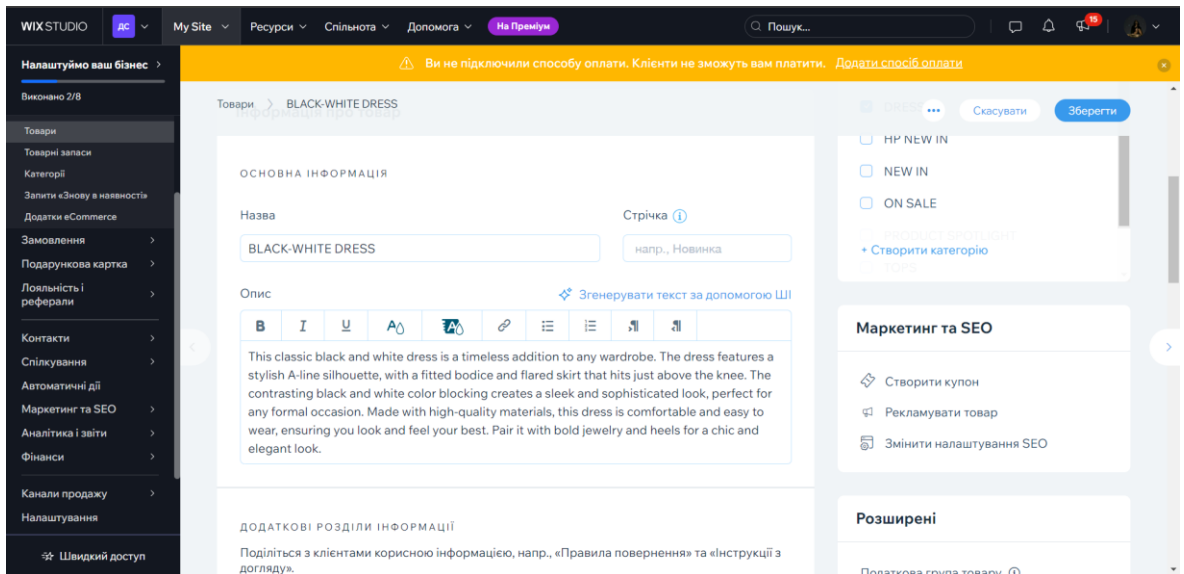 WIX STUDIO
ДС
My Site
Ресурси
Спільнота
Допомога
На Преміум
Пошук...
15
Налаштуймо ваш бізнес
Виконано 2/8
Товари
Товарні запаси
Категорії
Запити «Знову в наявності»
Додатки eCommerce
Замовлення
Подарункова картка
Лояльність і
реферали
Контакти
Спілкування
Автоматичні дії
Маркетинг та SEO
Аналітика і звіти
Фінанси
Канали продажу
Налаштування
Швидкий доступ
Ви не підключили способу оплати. Клієнти не зможуть вам платити. Додати спосіб оплати
Товари > BLACK-WHITE DRESS
Інформація про товар
Скасувати
Зберегти
ОСНОВНА ІНФОРМАЦІЯ
Назва
Стрічка
BLACK-WHITE DRESS
напр., Новинка
Опис
Згенерувати текст за допомогою ШІ
B I U A A
This classic black and white dress is a timeless addition to any wardrobe. The dress features a
stylish A-line silhouette, with a fitted bodice and flared skirt that hits just above the knee. The
contrasting black and white color blocking creates a sleek and sophisticated look, perfect for
any formal occasion. Made with high-quality materials, this dress is comfortable and easy to
wear, ensuring you look and feel your best. Pair it with bold jewelry and heels for a chic and
elegant look.
ДОДАТКОВІ РОЗДІЛИ ІНФОРМАЦІЇ
Поділіться з клієнтами корисною інформацією, напр., «Правила повернення» та «Інструкції з
догляду».
DRESS
HP NEW IN
NEW IN
ON SALE
PRODUCT SPOTLIGHT
+ Створити категорію
TOPS
Маркетинг та SEO
Створити купон
Рекламувати товар
Змінити налаштування SEO
Розширені
Податкова група товару